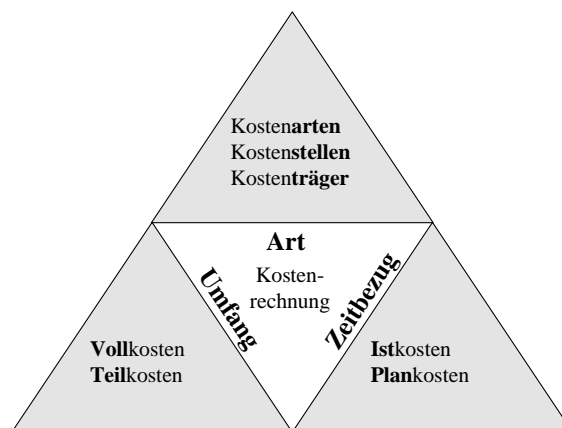 Kostenarten
Kostenstellen
Kostenträger
Art
Kosten-
rechnung
Umfang
Zeitbezug
Vollkosten
Teilkosten
Istkosten
Plankosten